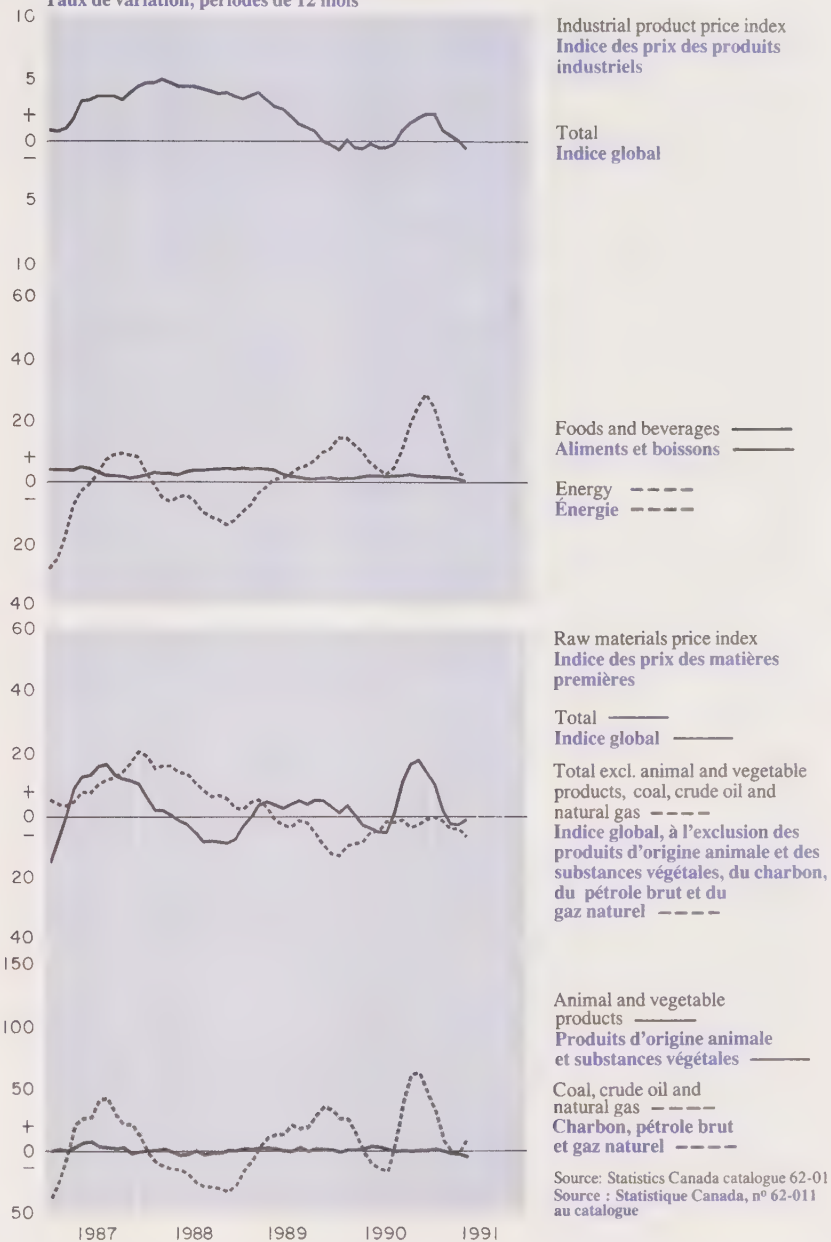 Taux de variation, périodes de 12 mois
10
5
+
0
−
5
10
Industrial product price index
Indice des prix des produits
industriels
Total
Indice global
60
40
20
+
0
−
20
40
Foods and beverages
Aliments et boissons
Energy
Énergie
60
40
20
+
0
−
20
40
Raw materials price index
Indice des prix des matières
premières
Total
Indice global
Total excl. animal and vegetable
products, coal, crude oil and
natural gas
Indice global, à l'exclusion des
produits d'origine animale et des
substances végétales, du charbon,
du pétrole brut et du
gaz naturel
150
100
50
+
0
−
50
Animal and vegetable
products
Produits d'origine animale
et substances végétales
Coal, crude oil and
natural gas
Charbon, pétrole brut
et gaz naturel
1987 1988 1989 1990 1991
Source: Statistics Canada catalogue 62-01
Source : Statistique Canada, nº 62-011
au catalogue